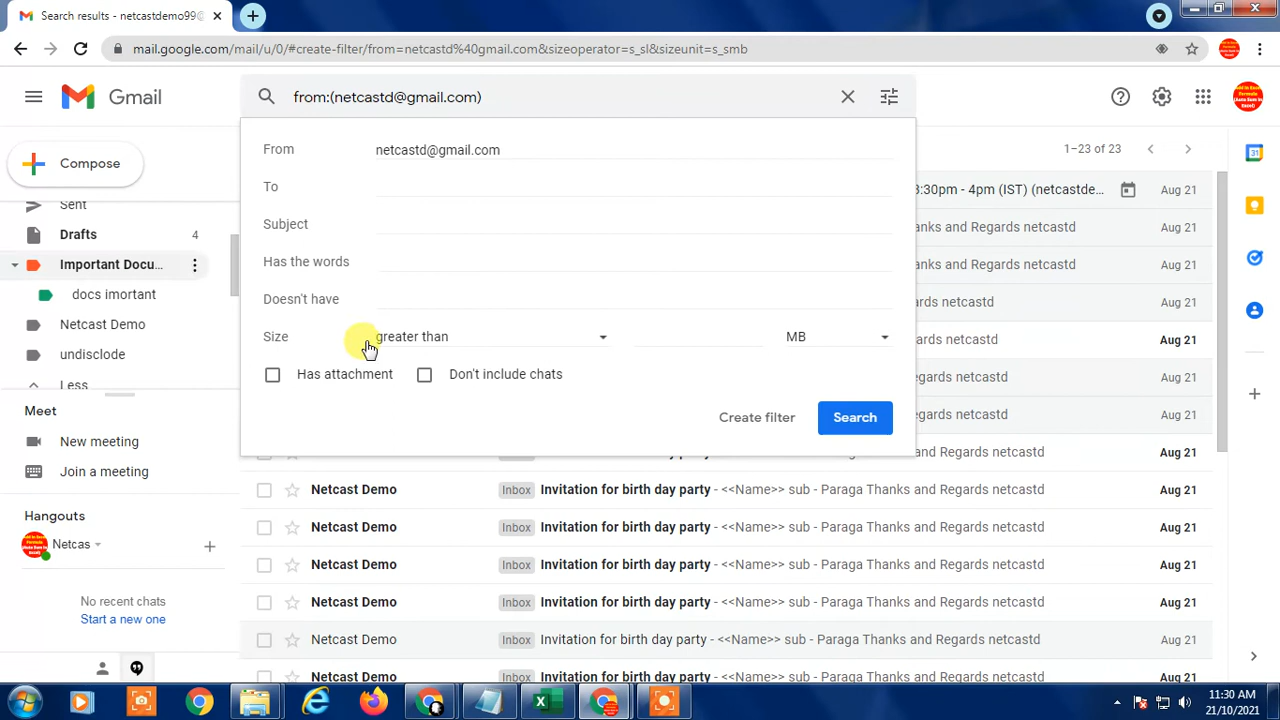 Search results - netcastdemo99@
mail.google.com/mail/u/0/#create-filter/from=netcastd%40gmail.com&sizeoperator=s_sl&sizeunit=s_smb
Gmail
from:(netcastd@gmail.com)
Compose
Sent
Drafts 4
Important Docu...
docs imortant
Netcast Demo
undisclode
Less
Meet
New meeting
Join a meeting
Hangouts
Netcas
No recent chats
Start a new one
From netcastd@gmail.com
To
Subject
Has the words
Doesn't have
Size greater than MB
Has attachment Don't include chats
Create filter Search
1–23 of 23
3:30pm - 4pm (IST) (netcastde... Aug 21
Thanks and Regards netcastd Aug 21
Thanks and Regards netcastd Aug 21
egards netcastd Aug 21
Regards netcastd Aug 21
egards netcastd Aug 21
egards netcastd Aug 21
Aug 21
Netcast Demo Inbox Invitation for birth day party - <<Name>> sub - Paraga Thanks and Regards netcastd Aug 21
Netcast Demo Inbox Invitation for birth day party - <<Name>> sub - Paraga Thanks and Regards netcastd Aug 21
Netcast Demo Inbox Invitation for birth day party - <<Name>> sub - Paraga Thanks and Regards netcastd Aug 21
Netcast Demo Inbox Invitation for birth day party - <<Name>> sub - Paraga Thanks and Regards netcastd Aug 21
Netcast Demo Inbox Invitation for birth day party - <<Name>> sub - Paraga Thanks and Regards netcastd Aug 21
Netcast Demo Inbox Invitation for birth day party - <<Name>> sub - Paraga Thanks and Regards netcastd Aug 21
11:30 AM
21/10/2021